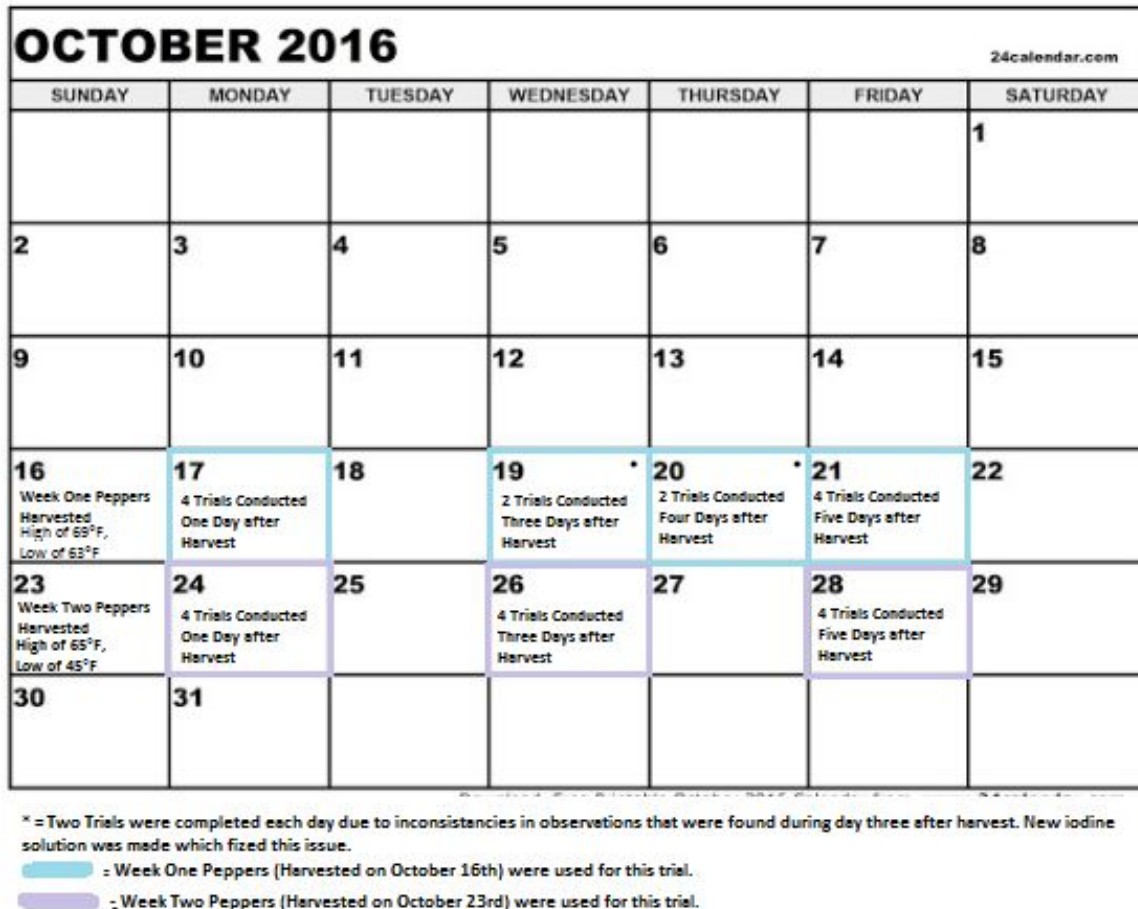 OCTOBER 2016
24calendar.com
SUNDAY MONDAY TUESDAY WEDNESDAY THURSDAY FRIDAY SATURDAY
1
2 3 4 5 6 7 8
9 10 11 12 13 14 15
16
Week One Peppers
Harvested
High of 69°F,
Low of 63°F
17
4 Trials Conducted
One Day after
Harvest
18
19 *
2 Trials Conducted
Three Days after
Harvest
20 *
2 Trials Conducted
Four Days after
Harvest
21
4 Trials Conducted
Five Days after
Harvest
22
23
Week Two Peppers
Harvested
High of 65°F,
Low of 45°F
24
4 Trials Conducted
One Day after
Harvest
25
26
4 Trials Conducted
Three Days after
Harvest
27
28
4 Trials Conducted
Five Days after
Harvest
29
30 31
* = Two Trials were completed each day due to inconsistancies in observations that were found during day three after harvest. New iodine
solution was made which fized this issue.
= Week One Peppers (Harvested on October 16th) were used for this trial.
= Week Two Peppers (Harvested on October 23rd) were used for this trial.